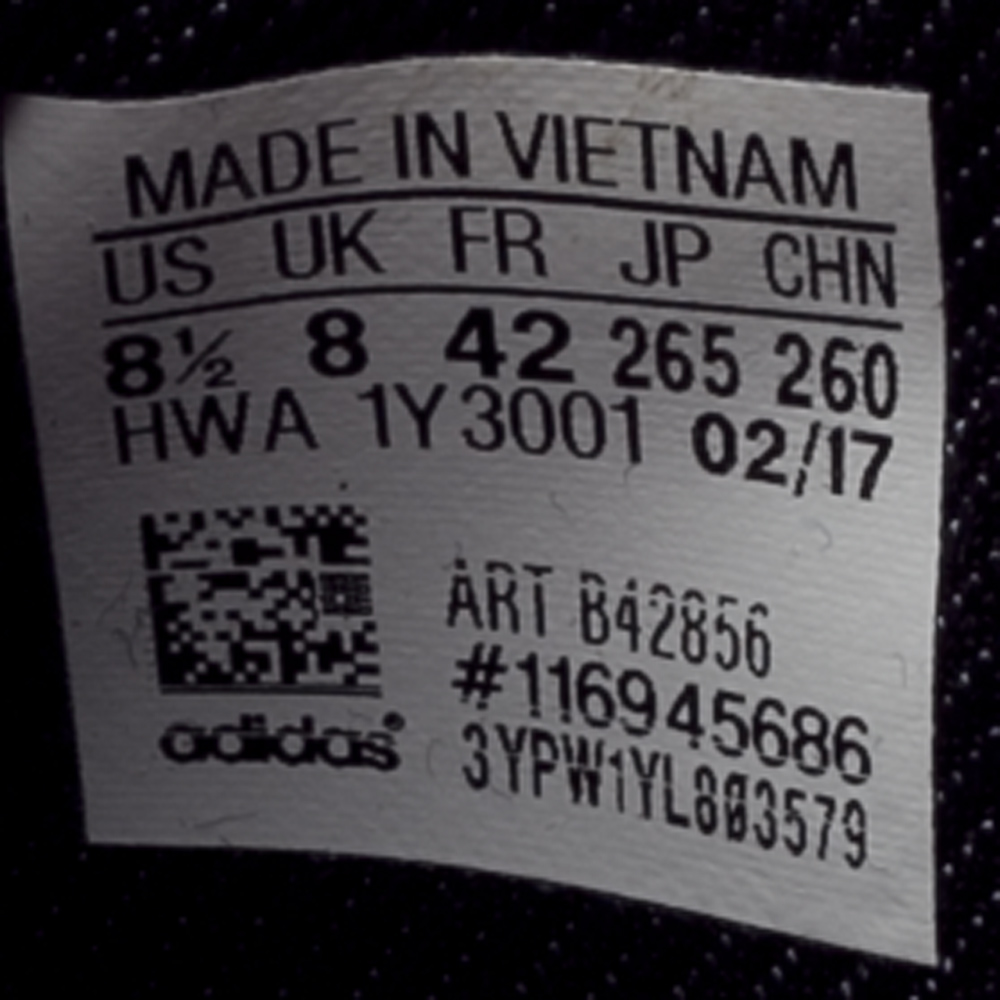 MADE IN VIETNAM
US UK FR JP CHN
8½ 8 42 265 260
HWA 1Y3001 02/17
ART B42856
#116945686
3YPW1YL803579
adidas®